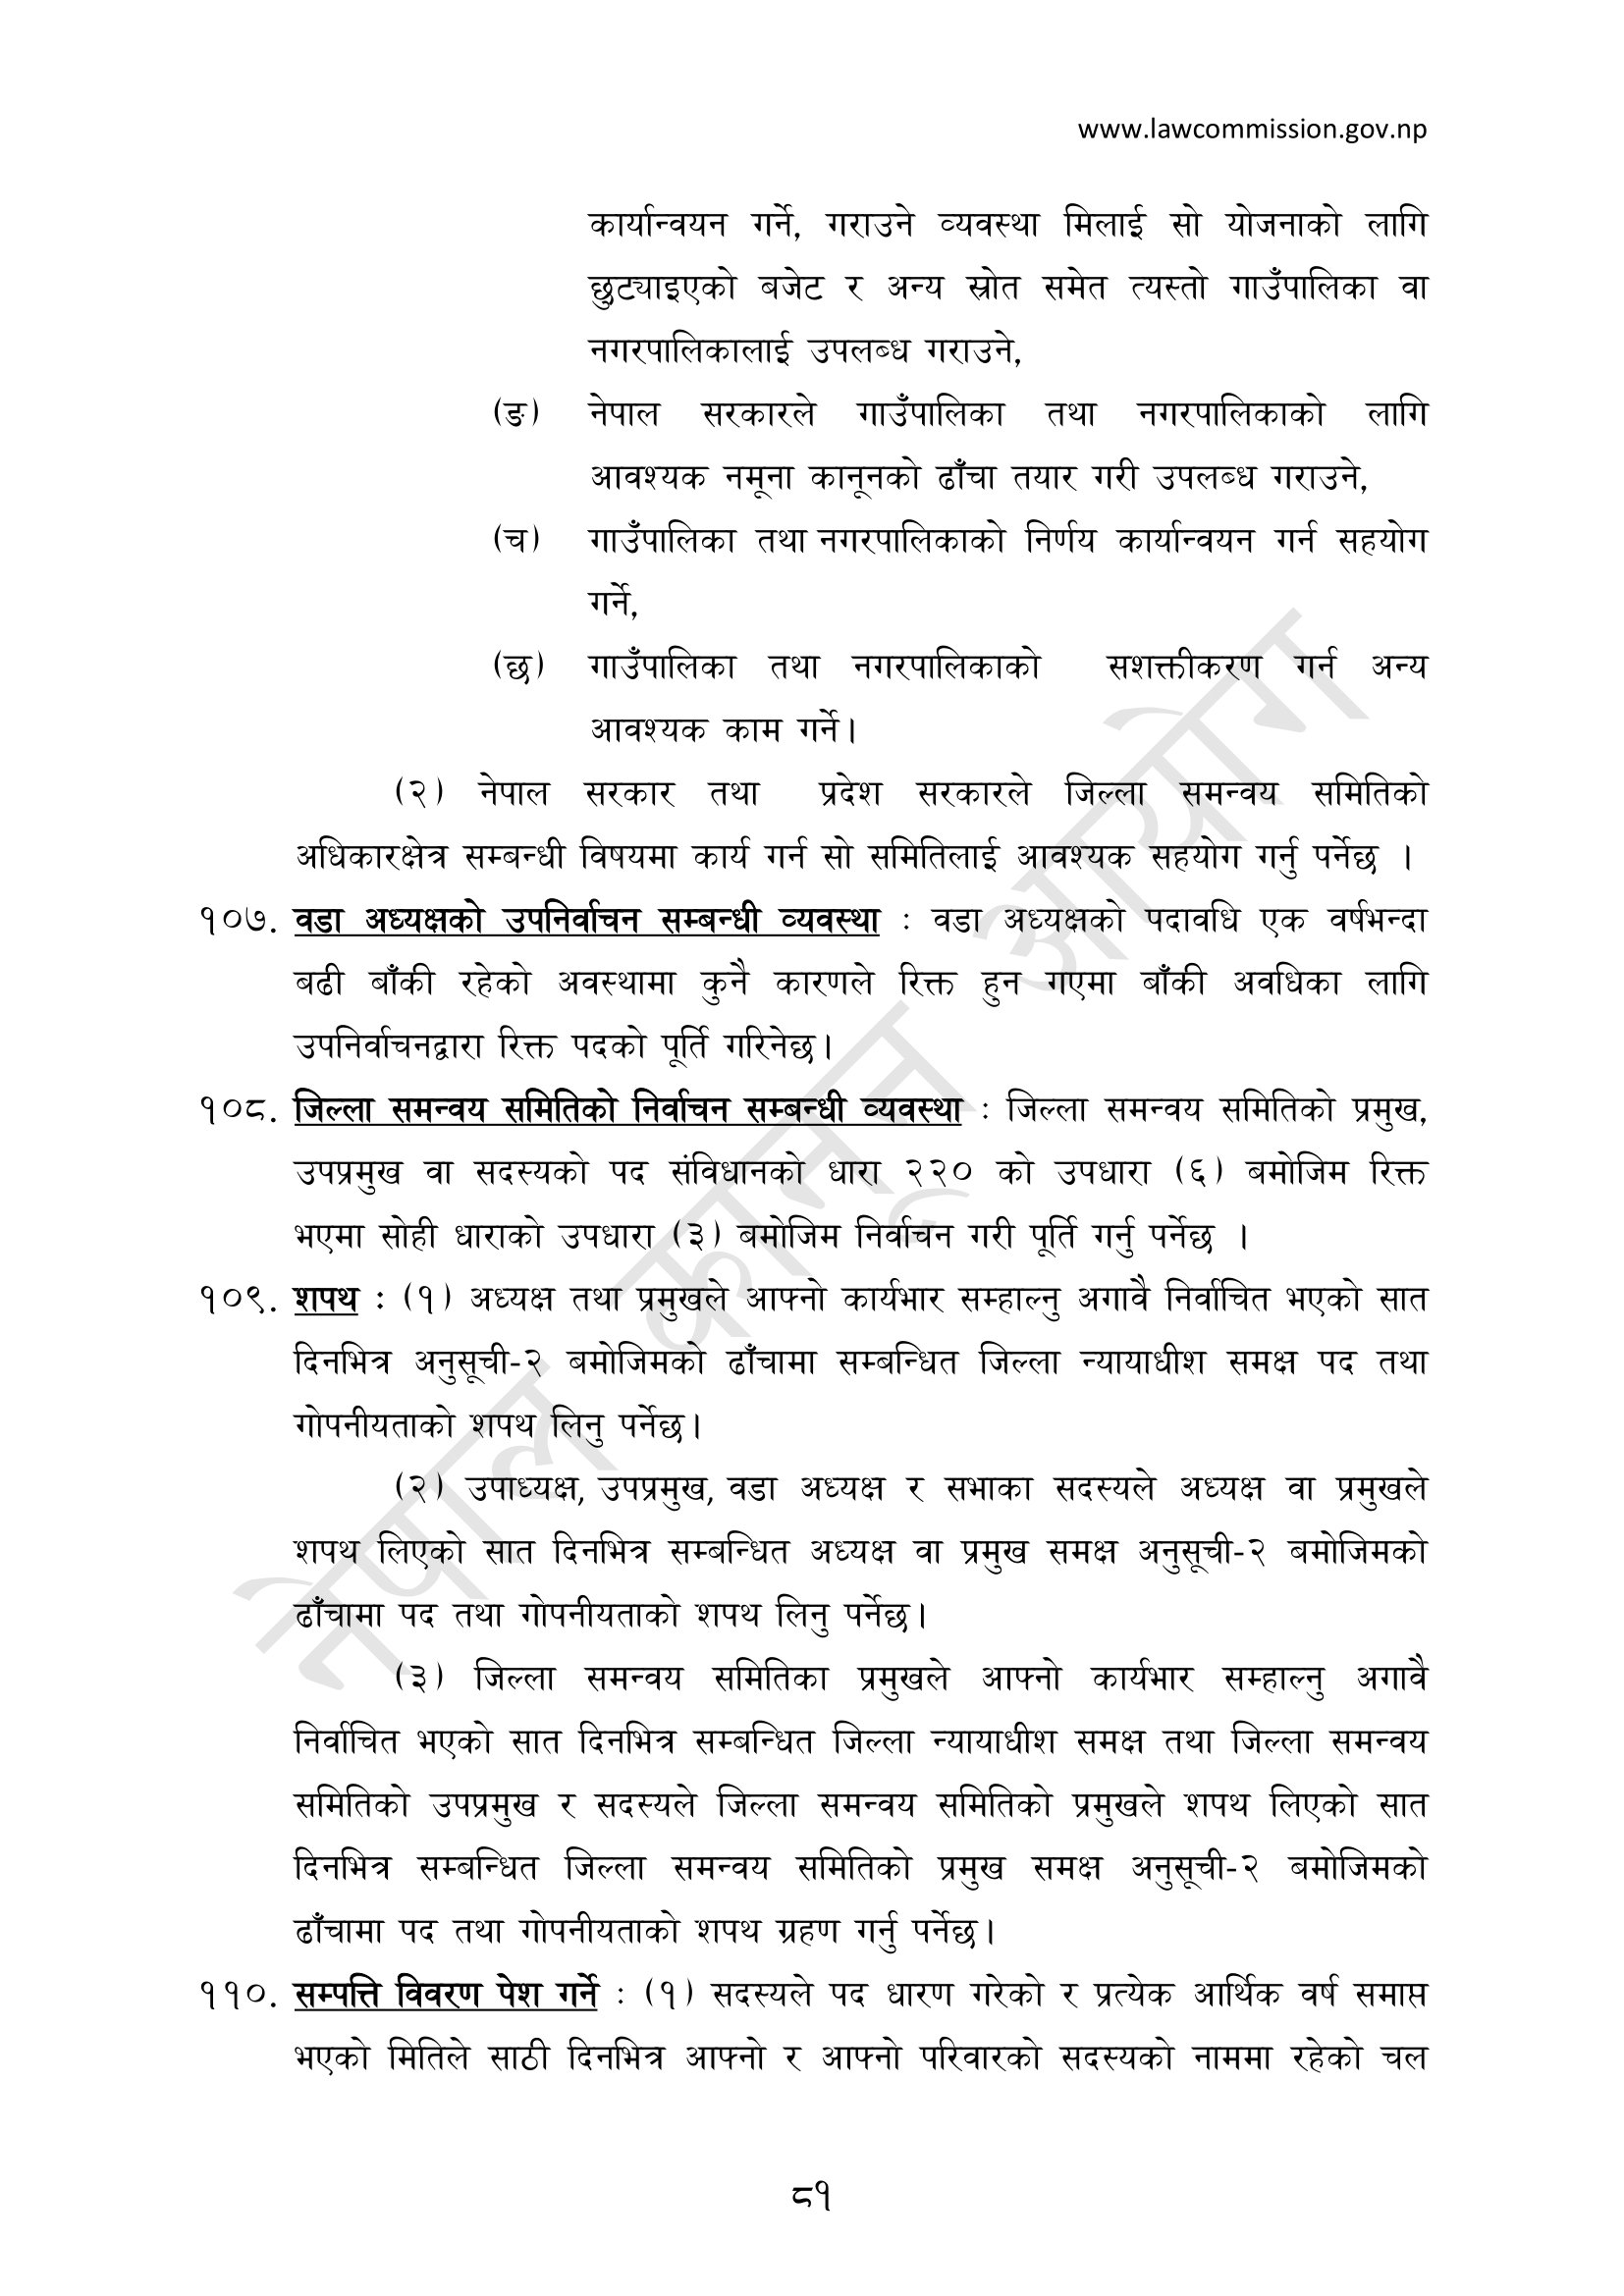 www.lawcommission.gov.np
कार्यान्वयन गर्ने, गराउने व्यवस्था मिलाई सो योजनाको लागि
छुट्याइएको बजेट र अन्य स्रोत समेत त्यस्तो गाउँपालिका वा
नगरपालिकालाई उपलब्ध गराउने,
(ङ) नेपाल सरकारले गाउँपालिका तथा नगरपालिकाको लागि
आवश्यक नमूना कानूनको ढाँचा तयार गरी उपलब्ध गराउने,
(च) गाउँपालिका तथा नगरपालिकाको निर्णय कार्यान्वयन गर्न सहयोग
गर्ने,
(छ) गाउँपालिका तथा नगरपालिकाको सशक्तीकरण गर्न अन्य
आवश्यक काम गर्ने।
(२) नेपाल सरकार तथा प्रदेश सरकारले जिल्ला समन्वय समितिको
अधिकारक्षेत्र सम्बन्धी विषयमा कार्य गर्न सो समितिलाई आवश्यक सहयोग गर्नु पर्नेछ ।
१०७. वडा अध्यक्षको उपनिर्वाचन सम्बन्धी व्यवस्था : वडा अध्यक्षको पदावधि एक वर्षभन्दा
बढी बाँकी रहेको अवस्थामा कुनै कारणले रिक्त हुन गएमा बाँकी अवधिका लागि
उपनिर्वाचनद्वारा रिक्त पदको पूर्ति गरिनेछ।
१०८. जिल्ला समन्वय समितिको निर्वाचन सम्बन्धी व्यवस्था : जिल्ला समन्वय समितिको प्रमुख,
उपप्रमुख वा सदस्यको पद संविधानको धारा २२० को उपधारा (६) बमोजिम रिक्त
भएमा सोही धाराको उपधारा (३) बमोजिम निर्वाचन गरी पूर्ति गर्नु पर्नेछ ।
१०९. शपथ : (१) अध्यक्ष तथा प्रमुखले आफ्नो कार्यभार सम्हाल्नु अगावै निर्वाचित भएको सात
दिनभित्र अनुसूची-२ बमोजिमको ढाँचामा सम्बन्धित जिल्ला न्यायाधीश समक्ष पद तथा
गोपनीयताको शपथ लिनु पर्नेछ।
(२) उपाध्यक्ष, उपप्रमुख, वडा अध्यक्ष र सभाका सदस्यले अध्यक्ष वा प्रमुखले
शपथ लिएको सात दिनभित्र सम्बन्धित अध्यक्ष वा प्रमुख समक्ष अनुसूची-२ बमोजिमको
ढाँचामा पद तथा गोपनीयताको शपथ लिनु पर्नेछ।
(३) जिल्ला समन्वय समितिका प्रमुखले आफ्नो कार्यभार सम्हाल्नु अगावै
निर्वाचित भएको सात दिनभित्र सम्बन्धित जिल्ला न्यायाधीश समक्ष तथा जिल्ला समन्वय
समितिको उपप्रमुख र सदस्यले जिल्ला समन्वय समितिको प्रमुखले शपथ लिएको सात
दिनभित्र सम्बन्धित जिल्ला समन्वय समितिको प्रमुख समक्ष अनुसूची-२ बमोजिमको
ढाँचामा पद तथा गोपनीयताको शपथ ग्रहण गर्नु पर्नेछ।
११०. सम्पत्ति विवरण पेश गर्ने : (१) सदस्यले पद धारण गरेको र प्रत्येक आर्थिक वर्ष समाप्त
भएको मितिले साठी दिनभित्र आफ्नो र आफ्नो परिवारको सदस्यको नाममा रहेको चल
८१
नेपाल कानून आयोग